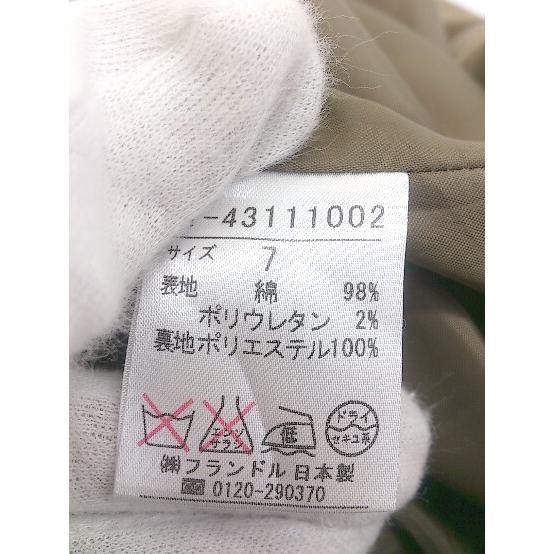 -43111002
サイズ 7
表地 綿 98%
ポリウレタン 2%
裏地ポリエステル100%
エンソ サラシ 低 ドライ セキユ系
㈱フランドル 日本製
0120-290370